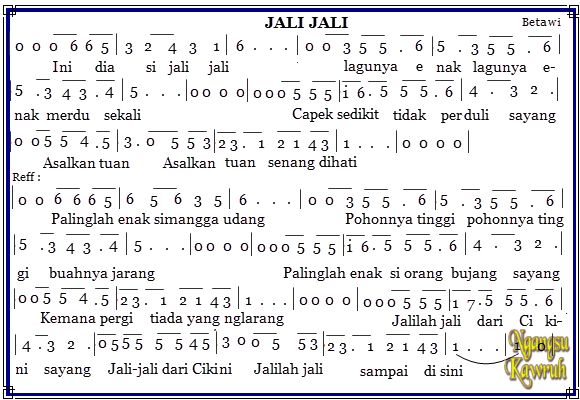 JALI JALI
Betawi
0 0 0 6 6 5 | 3 2 4 3 1 | 6 . . . | 0 0 3 5 5 . 6 | 5 . 3 5 5 . 6 |
Ini dia si jali jali lagunya e nak lagunya e-
5 . 3 4 3 . 4 | 5 . . . | 0 0 0 0 | 0 0 0 5 5 5 | i 6 . 5 5 5 . 6 | 4 . 3 2 . |
nak merdu sekali Capek sedikit tidak perduli sayang
0 0 5 5 4 . 5 | 3 . 0 5 5 3 | 2 3 . 1 2 1 4 3 | 1 . . . | 0 0 0 0 |
Asalkan tuan Asalkan tuan senang dihati
Reff :
| 0 0 6 6 6 5 | 6 5 6 3 5 | 6 . . . | 0 0 3 5 5 . 6 | 5 . 3 5 5 . 6 |
Palinglah enak simangga udang Pohonnya tinggi pohonnya ting
| 5 . 3 4 3 . 4 | 5 . . . | 0 0 0 0 | 0 0 0 5 5 5 | i 6 . 5 5 5 . 6 | 4 . 3 2 . |
gi buahnya jarang Palinglah enak si orang bujang sayang
| 0 0 5 5 4 . 5 | 2 3 . 1 2 1 4 3 | 1 . . . | 0 0 0 0 | 0 0 0 5 5 5 | 1 7 . 5 5 5 . 6 |
Kemana pergi tiada yang nglarang Jalilah jali dari Ci ki-
| 4 . 3 2 . | 0 5 5 5 5 5 4 5 | 3 0 0 5 5 3 | 2 3 . 1 2 1 4 3 | 1 . . . | 1 0 |
ni sayang Jali-jali dari Cikini Jalilah jali sampai di sini
Ngangsu
Kawruh